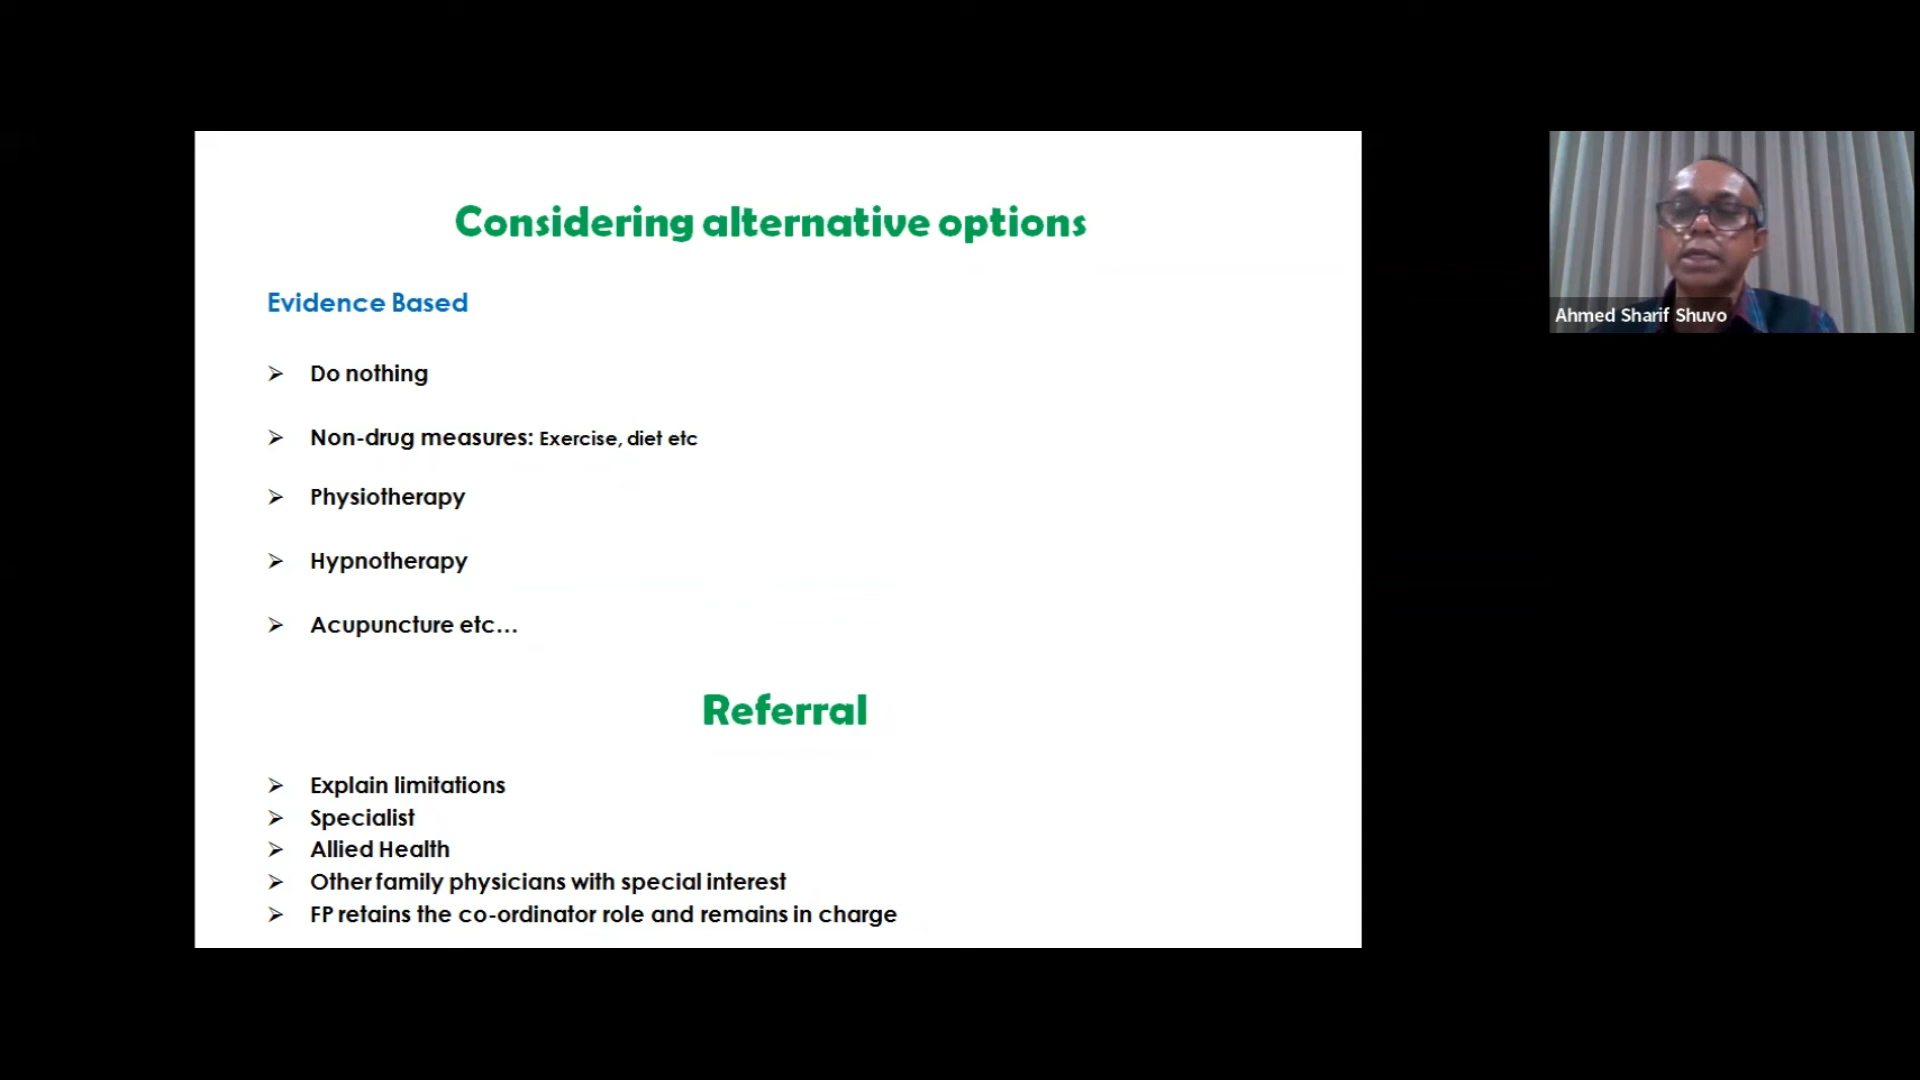 Considering alternative options
Evidence Based
➢ Do nothing
➢ Non-drug measures: Exercise, diet etc
➢ Physiotherapy
➢ Hypnotherapy
➢ Acupuncture etc…
Referral
➢ Explain limitations
➢ Specialist
➢ Allied Health
➢ Other family physicians with special interest
➢ FP retains the co-ordinator role and remains in charge
Ahmed Sharif Shuvo